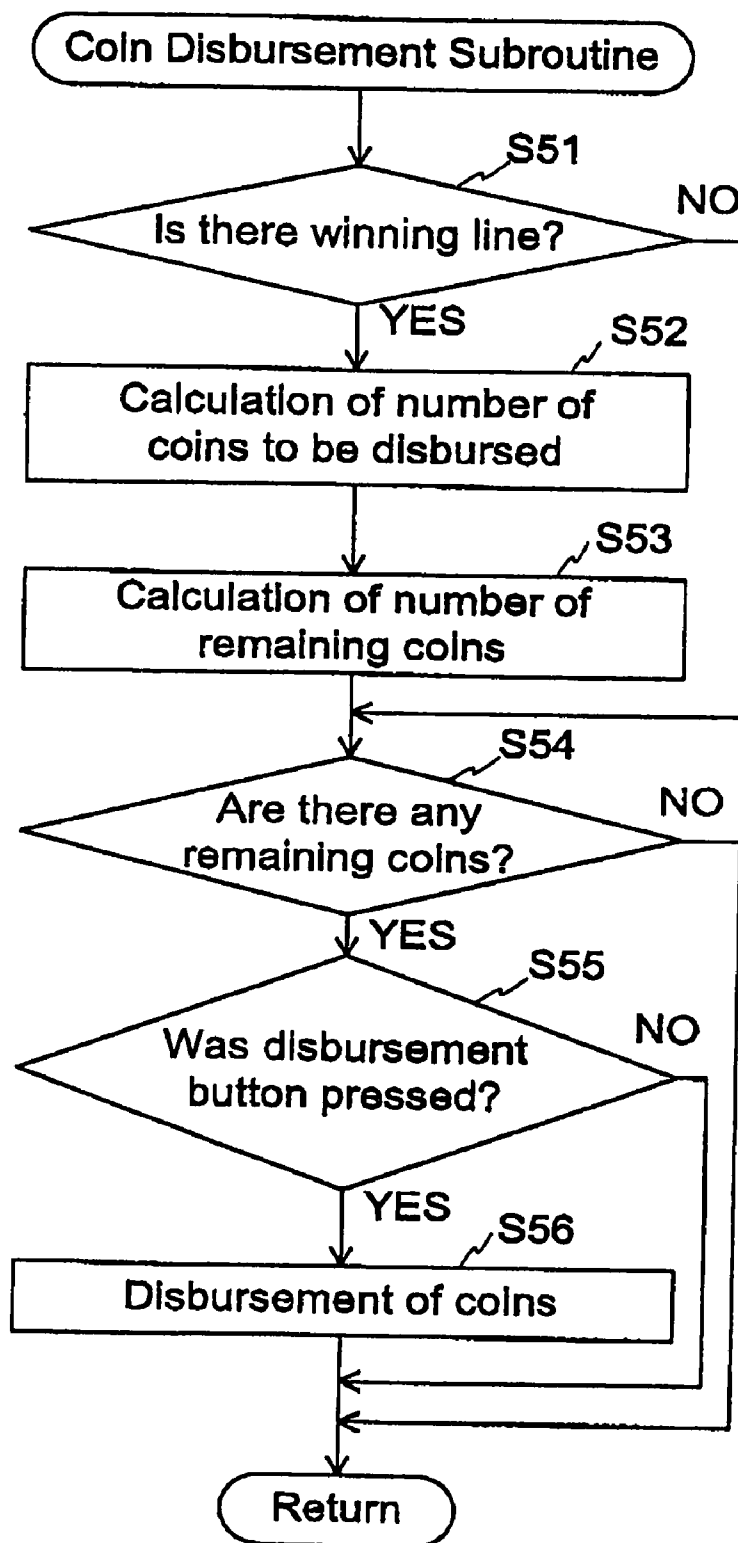 Coin Disbursement Subroutine
S51
Is there winning line?
NO
YES
S52
Calculation of number of
coins to be disbursed
S53
Calculation of number of
remaining coins
S54
Are there any
remaining coins?
NO
YES
S55
Was disbursement
button pressed?
NO
YES
S56
Disbursement of coins
Return